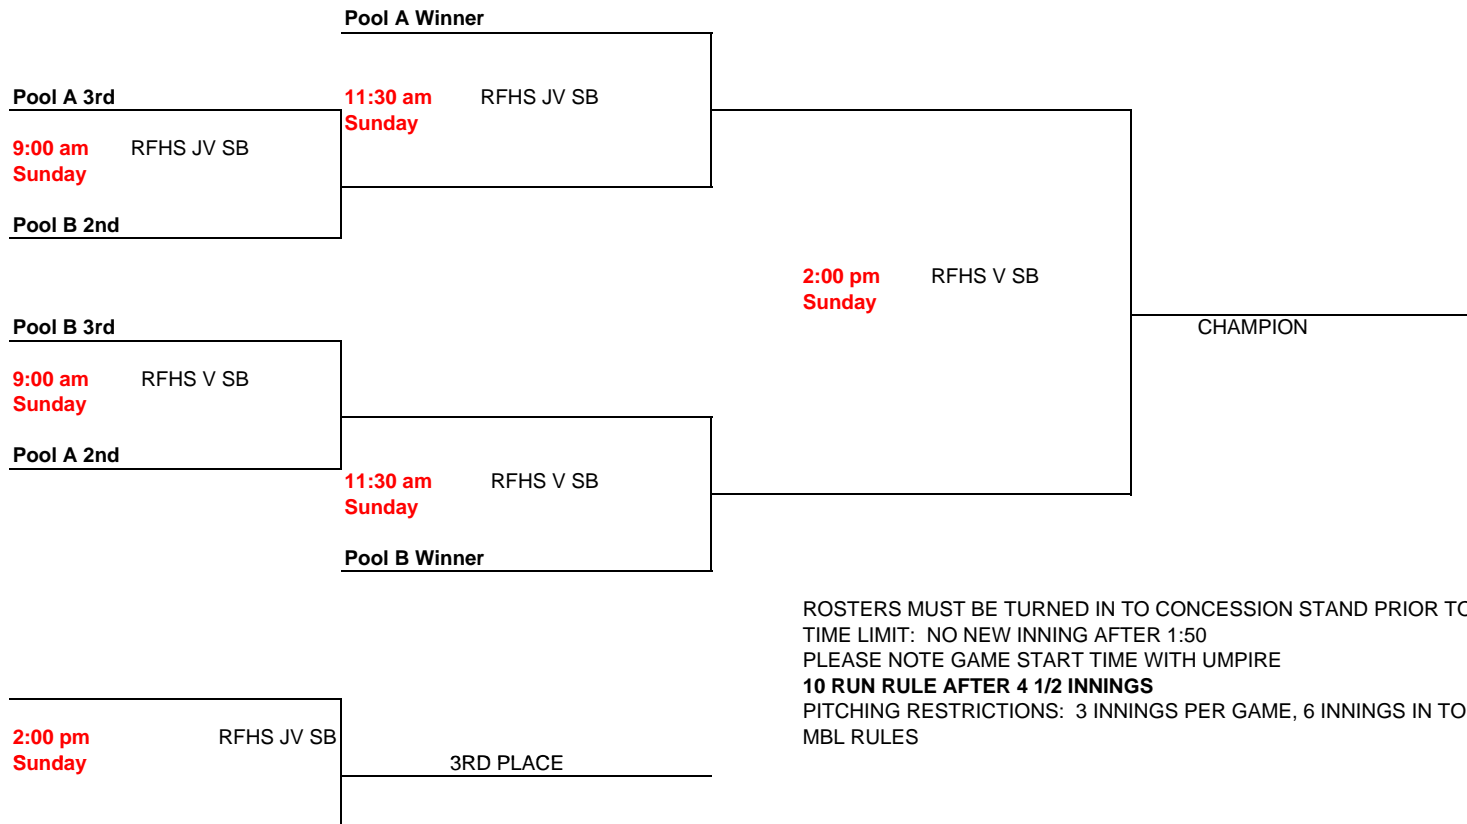 Pool A Winner
Pool A 3rd
11:30 am RFHS JV SB
Sunday
9:00 am RFHS JV SB
Sunday
Pool B 2nd
2:00 pm RFHS V SB
Sunday
Pool B 3rd
CHAMPION
9:00 am RFHS V SB
Sunday
Pool A 2nd
11:30 am RFHS V SB
Sunday
Pool B Winner
ROSTERS MUST BE TURNED IN TO CONCESSION STAND PRIOR TO
TIME LIMIT: NO NEW INNING AFTER 1:50
PLEASE NOTE GAME START TIME WITH UMPIRE
10 RUN RULE AFTER 4 1/2 INNINGS
PITCHING RESTRICTIONS: 3 INNINGS PER GAME, 6 INNINGS IN TO
MBL RULES
2:00 pm RFHS JV SB
Sunday
3RD PLACE